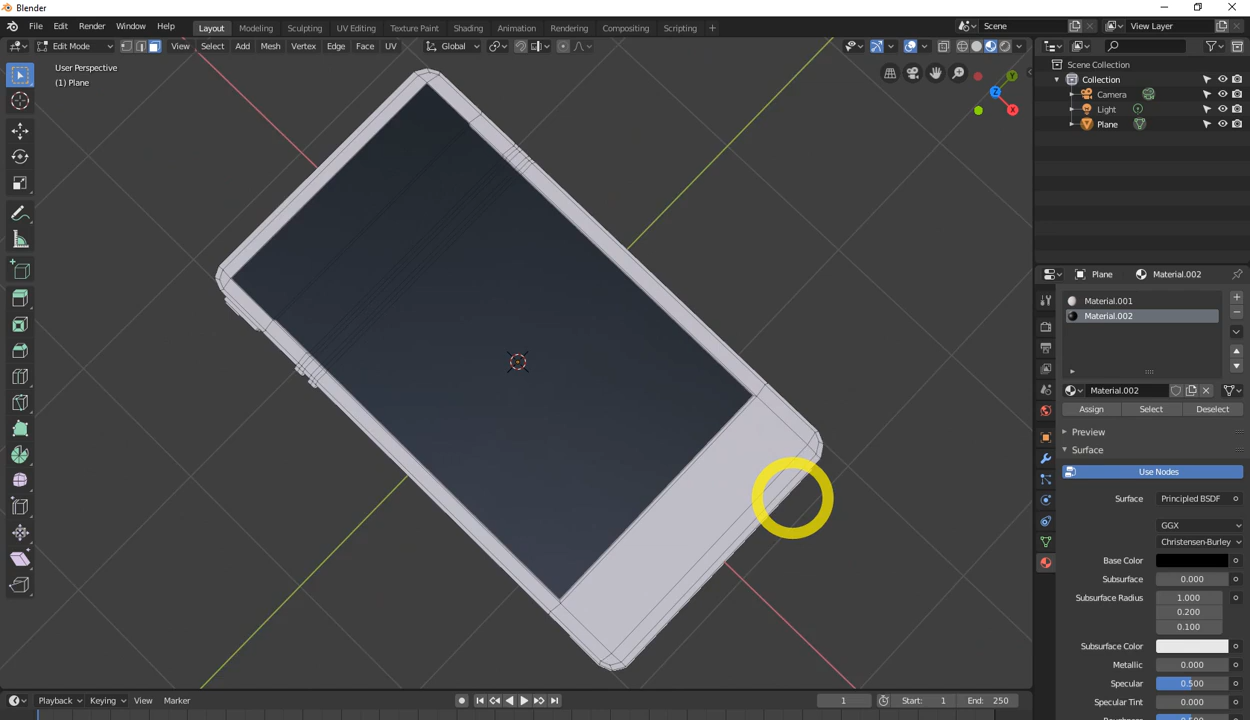 Blender
File Edit Render Window Help Layout Modeling Sculpting UV Editing Texture Paint Shading Animation Rendering Compositing Scripting + Scene View Layer
Edit Mode View Select Add Mesh Vertex Edge Face UV Global
User Perspective
(1) Plane
Y
Z
X
Scene Collection
Collection
Camera
Light
Plane
Plane Material.002
Material.001
Material.002
Material.002
Assign Select Deselect
Preview
Surface
Use Nodes
Surface Principled BSDF
GGX
Christensen-Burley
Base Color
Subsurface 0.000
Subsurface Radius 1.000
0.200
0.100
Subsurface Color
Metallic 0.000
Specular 0.500
Specular Tint 0.000
Playback Keying View Marker 1 Start: 1 End: 250